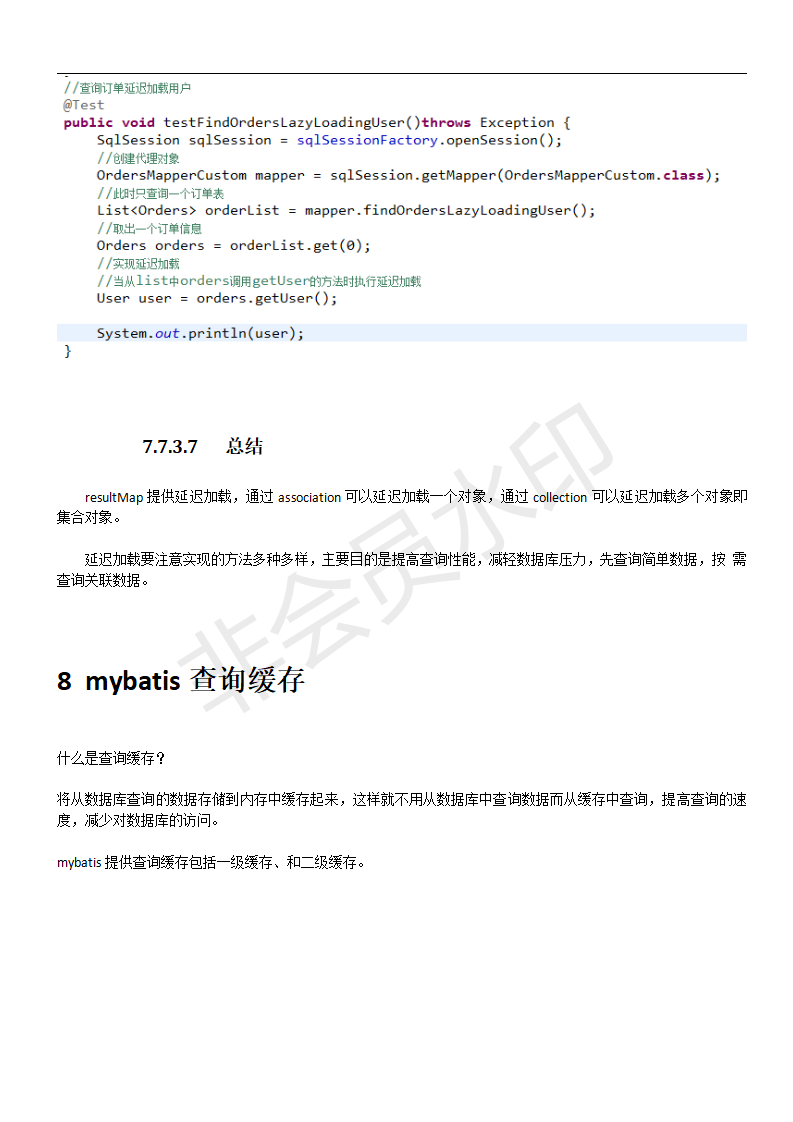 //查询订单延迟加载用户
@Test
public void testFindOrdersLazyLoadingUser()throws Exception {
SqlSession sqlSession = sqlSessionFactory.openSession();
//创建代理对象
OrdersMapperCustom mapper = sqlSession.getMapper(OrdersMapperCustom.class);
//此时只查询一个订单表
List<Orders> orderList = mapper.findOrdersLazyLoadingUser();
//取出一个订单信息
Orders orders = orderList.get(0);
//实现延迟加载
//当从list中orders调用getUser的方法时执行延迟加载
User user = orders.getUser();
System.out.println(user);
}
7.7.3.7 总结
resultMap 提供延迟加载，通过 association 可以延迟加载一个对象，通过 collection 可以延迟加载多个对象即
集合对象。
延迟加载要注意实现的方法多种多样，主要目的是提高查询性能，减轻数据库压力，先查询简单数据，按 需
查询关联数据。
8 mybatis 查询缓存
什么是查询缓存？
将从数据库查询的数据存储到内存中缓存起来，这样就不用从数据库中查询数据而从缓存中查询，提高查询的速
度，减少对数据库的访问。
mybatis 提供查询缓存包括一级缓存、和二级缓存。
非会员水印